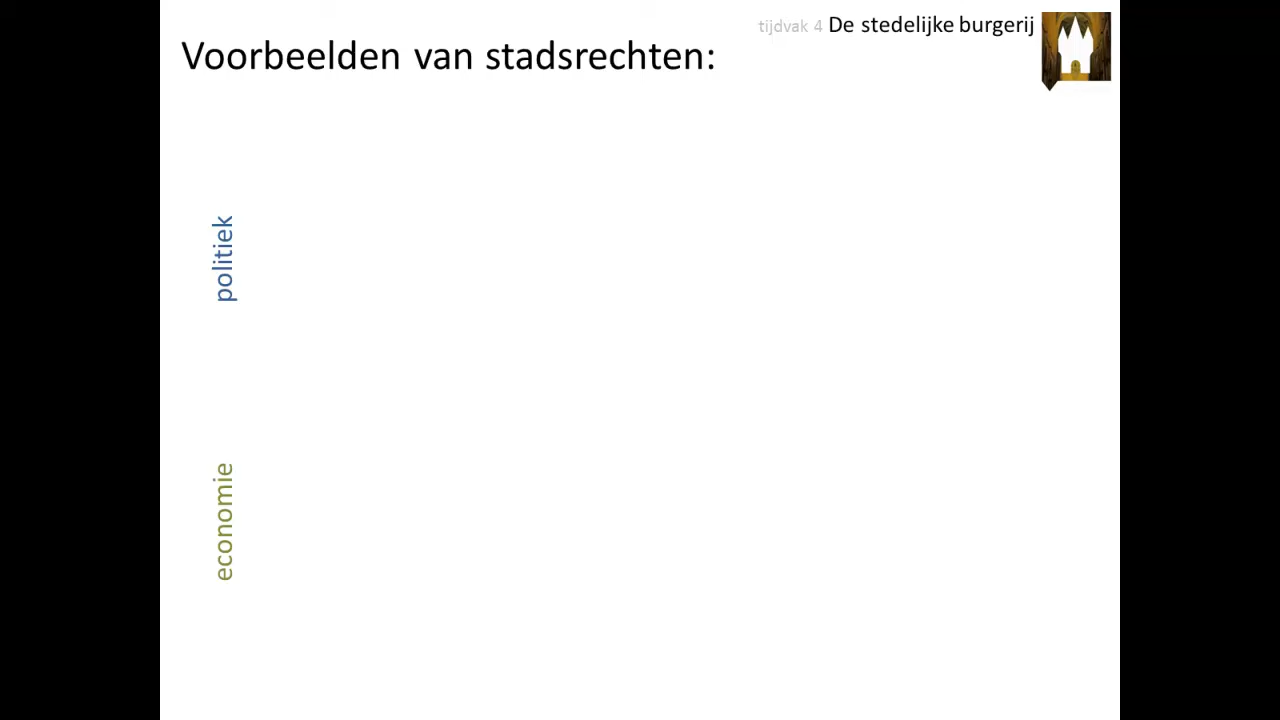 tijdvak 4 De stedelijke burgerij
Voorbeelden van stadsrechten:
politiek
economie